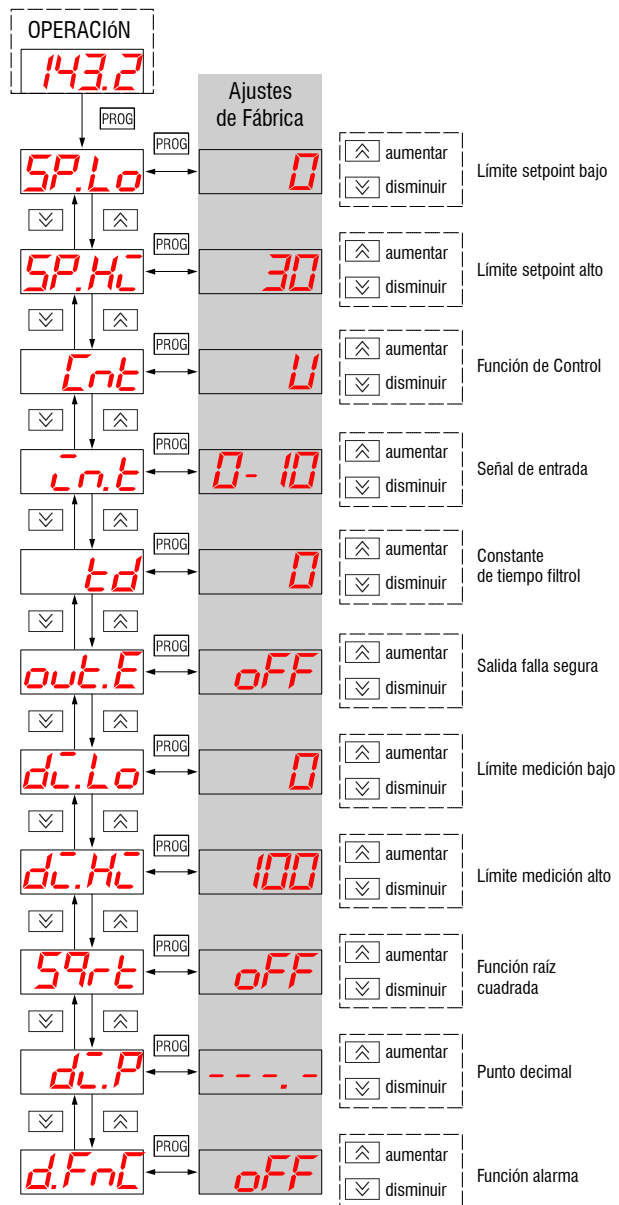 OPERACIóN
143.2
PROG
Ajustes
de Fábrica
SP.Lo
PROG
0
aumentar
disminuir
Límite setpoint bajo
SP.Hi
PROG
30
aumentar
disminuir
Límite setpoint alto
Cnt
PROG
U
aumentar
disminuir
Función de Control
in.t
PROG
0-10
aumentar
disminuir
Señal de entrada
td
PROG
0
aumentar
disminuir
Constante
de tiempo filtrol
out.E
PROG
oFF
aumentar
disminuir
Salida falla segura
di.Lo
PROG
0
aumentar
disminuir
Límite medición bajo
di.Hi
PROG
100
aumentar
disminuir
Límite medición alto
Sqrt
PROG
oFF
aumentar
disminuir
Función raíz
cuadrada
di.P
PROG
---.-
aumentar
disminuir
Punto decimal
d.FnC
PROG
oFF
aumentar
disminuir
Función alarma